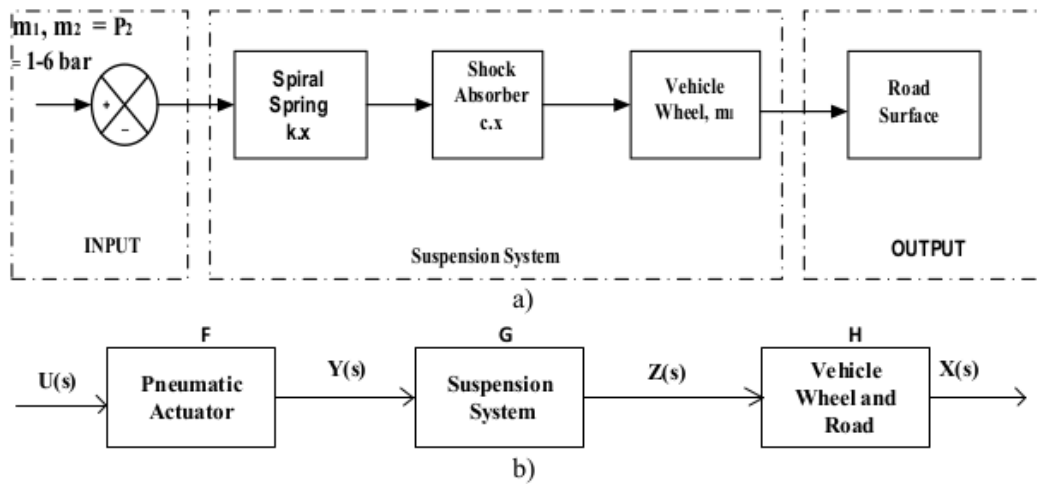 m₁, m₂ = P₂
= 1-6 bar
+
−
Spiral
Spring
k.x
Shock
Absorber
c.x
Vehicle
Wheel, m₁
Road
Surface
INPUT
Suspension System
OUTPUT
a)
F
G
H
U(s)
Pneumatic
Actuator
Y(s)
Suspension
System
Z(s)
Vehicle
Wheel and
Road
X(s)
b)